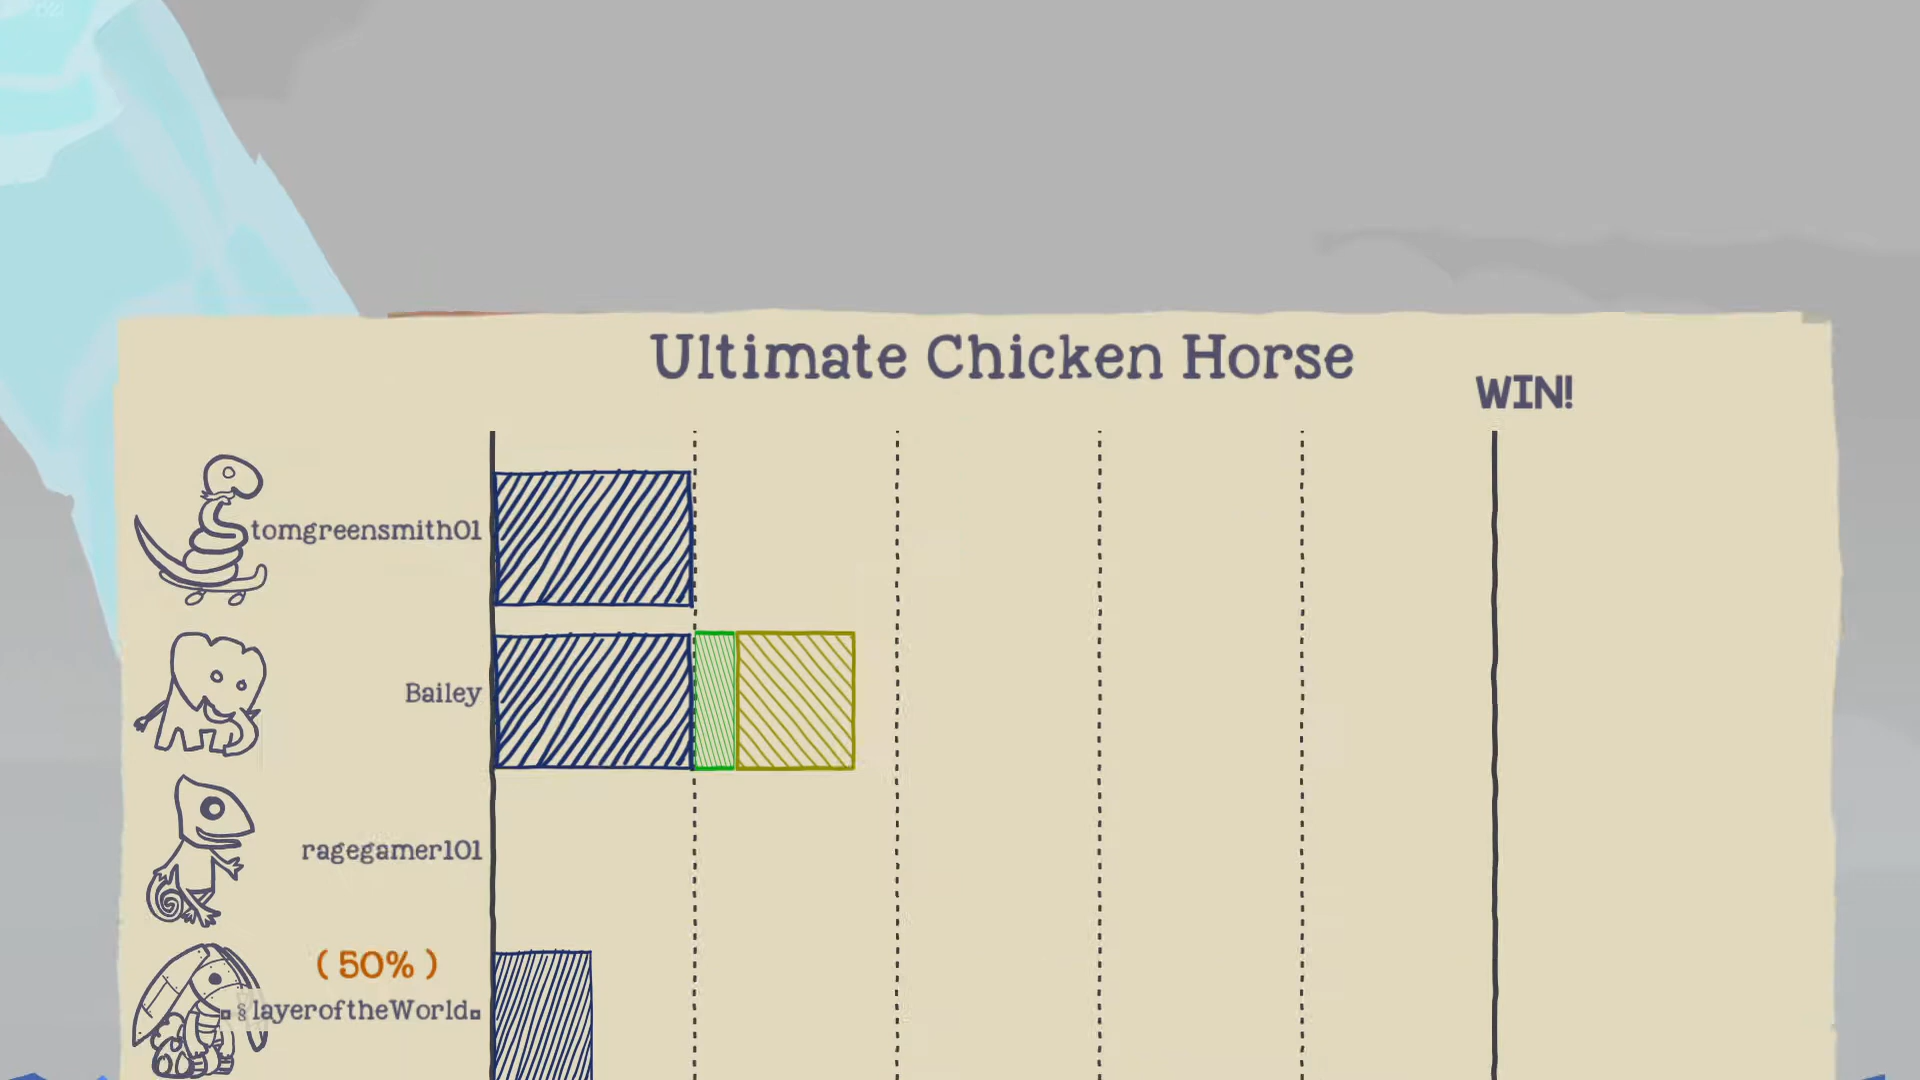 Ultimate Chicken Horse
WIN!
tomgreensmith01
Bailey
ragegamer101
( 50% )
layeroftheWorld